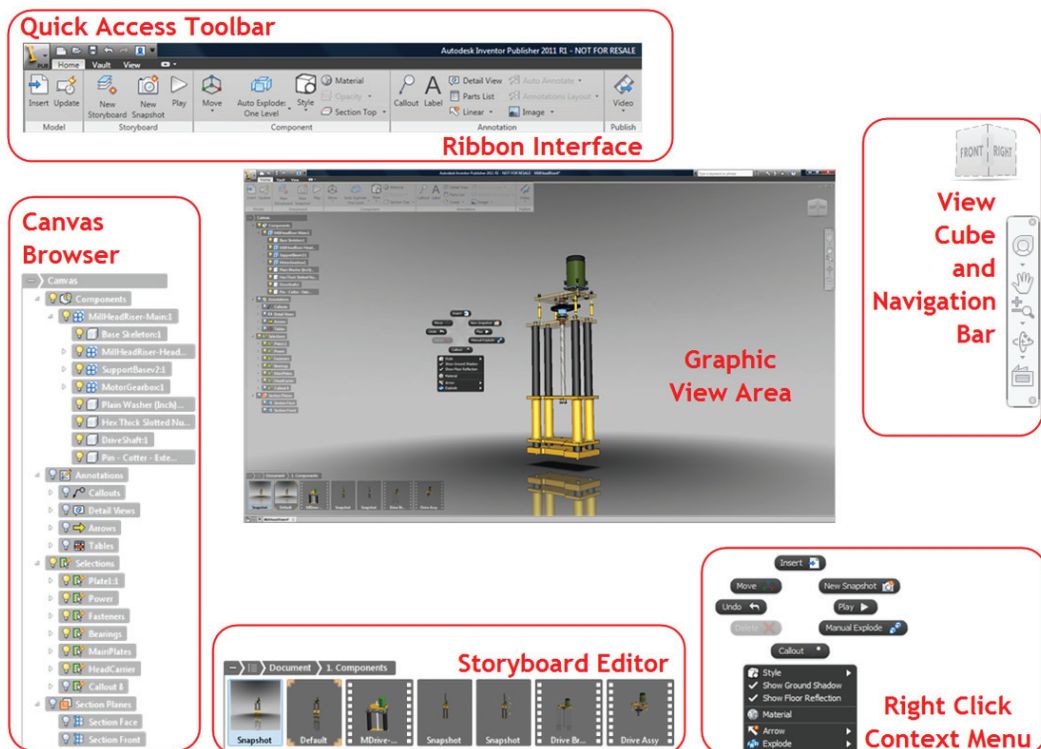 Quick Access Toolbar
Autodesk Inventor Publisher 2011 R1 - NOT FOR RESALE
PUB Home Vault View
Insert Update New Storyboard New Snapshot Play Move Auto Explode: One Level Style Material Opacity Section Top Callout Label Detail View Parts List Linear Auto Annotate Annotations Layout Image Video
Model Storyboard Component Annotation Publish
Ribbon Interface
FRONT RIGHT
View
Cube
and
Navigation
Bar
Canvas
Browser
Canvas
Components
MillHeadRiser-Main:1
Base Skeleton:1
MillHeadRiser-Head...
SupportBasev2:1
MotorGearbox:1
Plain Washer (Inch)...
Hex Thick Slotted Nu...
DriveShaft:1
Pin - Cotter - Exte...
Annotations
Callouts
Detail Views
Arrows
Tables
Selections
Plate1:1
Power
Fasteners
Bearings
MainPlates
HeadCarrier
Callout 8
Section Planes
Section Face
Section Front
Graphic
View Area
Storyboard Editor
Document 1. Components
Snapshot Default MDrive-... Snapshot Snapshot Drive Br... Drive Assy
Insert
Move New Snapshot
Undo Play
Delete Manual Explode
Callout
Style
Show Ground Shadow
Show Floor Reflection
Material
Arrow
Explode
Right Click
Context Menu